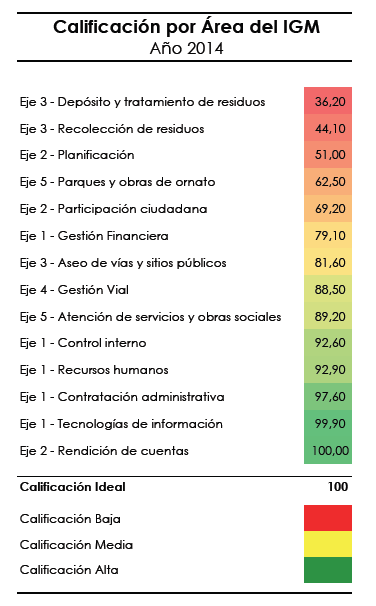 Calificación por Área del IGM
Año 2014
Eje 3 - Depósito y tratamiento de residuos 36,20
Eje 3 - Recolección de residuos 44,10
Eje 2 - Planificación 51,00
Eje 5 - Parques y obras de ornato 62,50
Eje 2 - Participación ciudadana 69,20
Eje 1 - Gestión Financiera 79,10
Eje 3 - Aseo de vías y sitios públicos 81,60
Eje 4 - Gestión Vial 88,50
Eje 5 - Atención de servicios y obras sociales 89,20
Eje 1 - Control interno 92,60
Eje 1 - Recursos humanos 92,90
Eje 1 - Contratación administrativa 97,60
Eje 1 - Tecnologías de información 99,90
Eje 2 - Rendición de cuentas 100,00
Calificación Ideal 100
Calificación Baja
Calificación Media
Calificación Alta